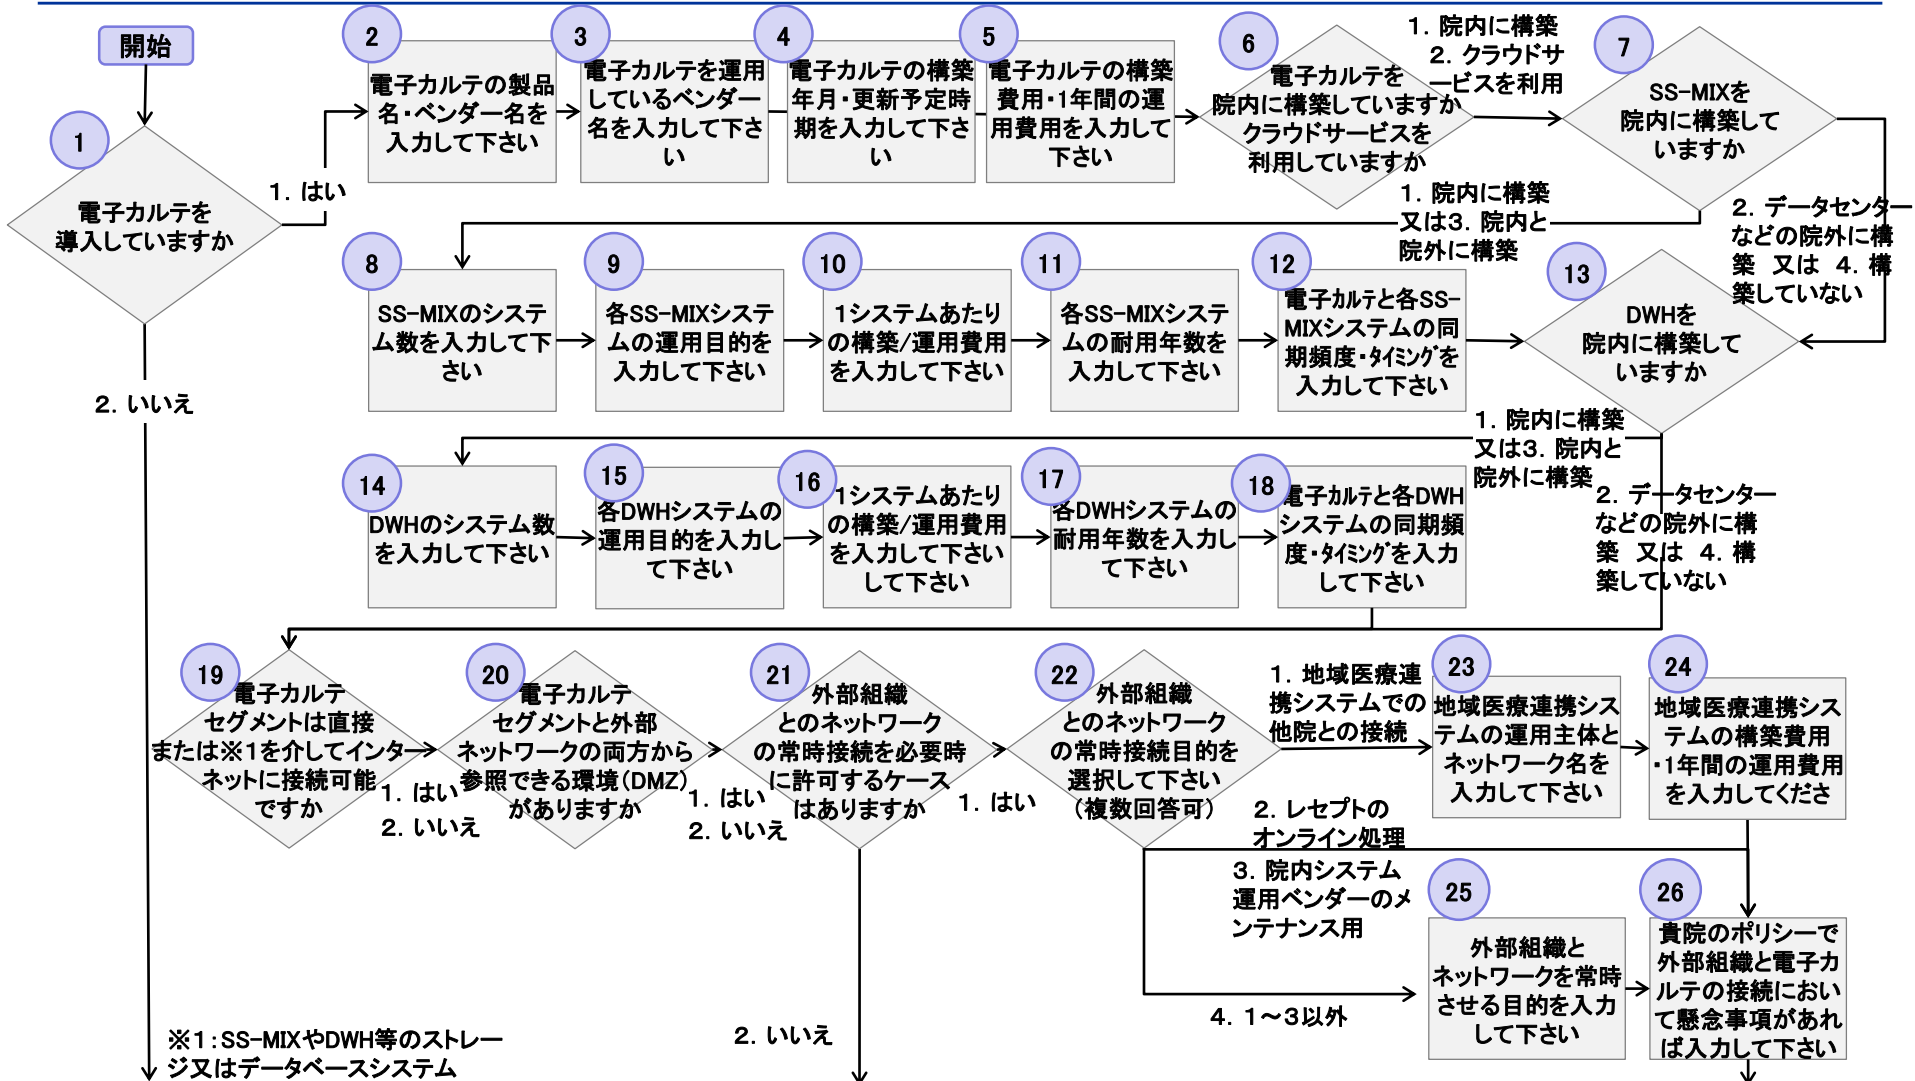 開始
1
電子カルテを
導入していますか
1. はい
2. いいえ
2
電子カルテの製品
名・ベンダー名を
入力して下さい
3
電子カルテを運用
しているベンダー
名を入力して下さ
い
4
電子カルテの構築
年月・更新予定時
期を入力して下さ
い
5
電子カルテの構築
費用・1年間の運
用費用を入力して
下さい
6
電子カルテを
院内に構築していますか
クラウドサービスを
利用していますか
1. 院内に構築
2. クラウドサ
ービスを利用
7
SS-MIXを
院内に構築して
いますか
1. 院内に構築
又は3. 院内と
院外に構築
2. データセンター
などの院外に構
築 又は 4. 構
築していない
8
SS-MIXのシステ
ム数を入力して下
さい
9
各SS-MIXシステ
ムの運用目的を
入力して下さい
10
1システムあたり
の構築/運用費用
を入力して下さい
11
各SS-MIXシステ
ムの耐用年数を
入力して下さい
12
電子カルテと各SS-
MIXシステムの同
期頻度・タイミングを
入力して下さい
13
DWHを
院内に構築して
いますか
1. 院内に構築
又は3. 院内と
院外に構築
2. データセンター
などの院外に構
築 又は 4. 構
築していない
14
DWHのシステム数
を入力して下さい
15
各DWHシステムの
運用目的を入力し
て下さい
16
1システムあたり
の構築/運用費用
を入力して下さい
して下さい
17
各DWHシステムの
耐用年数を入力し
て下さい
18
電子カルテと各DWH
システムの同期頻
度・タイミングを入力
して下さい
19
電子カルテ
セグメントは直接
または※1を介してインター
ネットに接続可能
ですか
1. はい
2. いいえ
20
電子カルテ
セグメントと外部
ネットワークの両方から
参照できる環境(DMZ)
がありますか
1. はい
2. いいえ
21
外部組織
とのネットワーク
の常時接続を必要時
に許可するケース
はありますか
1. はい
2. いいえ
22
外部組織
とのネットワーク
の常時接続目的を
選択して下さい
(複数回答可)
1. 地域医療連
携システムでの
他院との接続
2. レセプトの
オンライン処理
3. 院内システム
運用ベンダーのメ
ンテナンス用
4. 1～3以外
23
地域医療連携シス
テムの運用主体と
ネットワーク名を
入力して下さい
24
地域医療連携シス
テムの構築費用
・1年間の運用費用
を入力してくださ
25
外部組織と
ネットワークを常時
させる目的を入力
して下さい
26
貴院のポリシーで
外部組織と電子カ
ルテの接続におい
て懸念事項があれ
ば入力して下さい
※1:SS-MIXやDWH等のストレー
ジ又はデータベースシステム